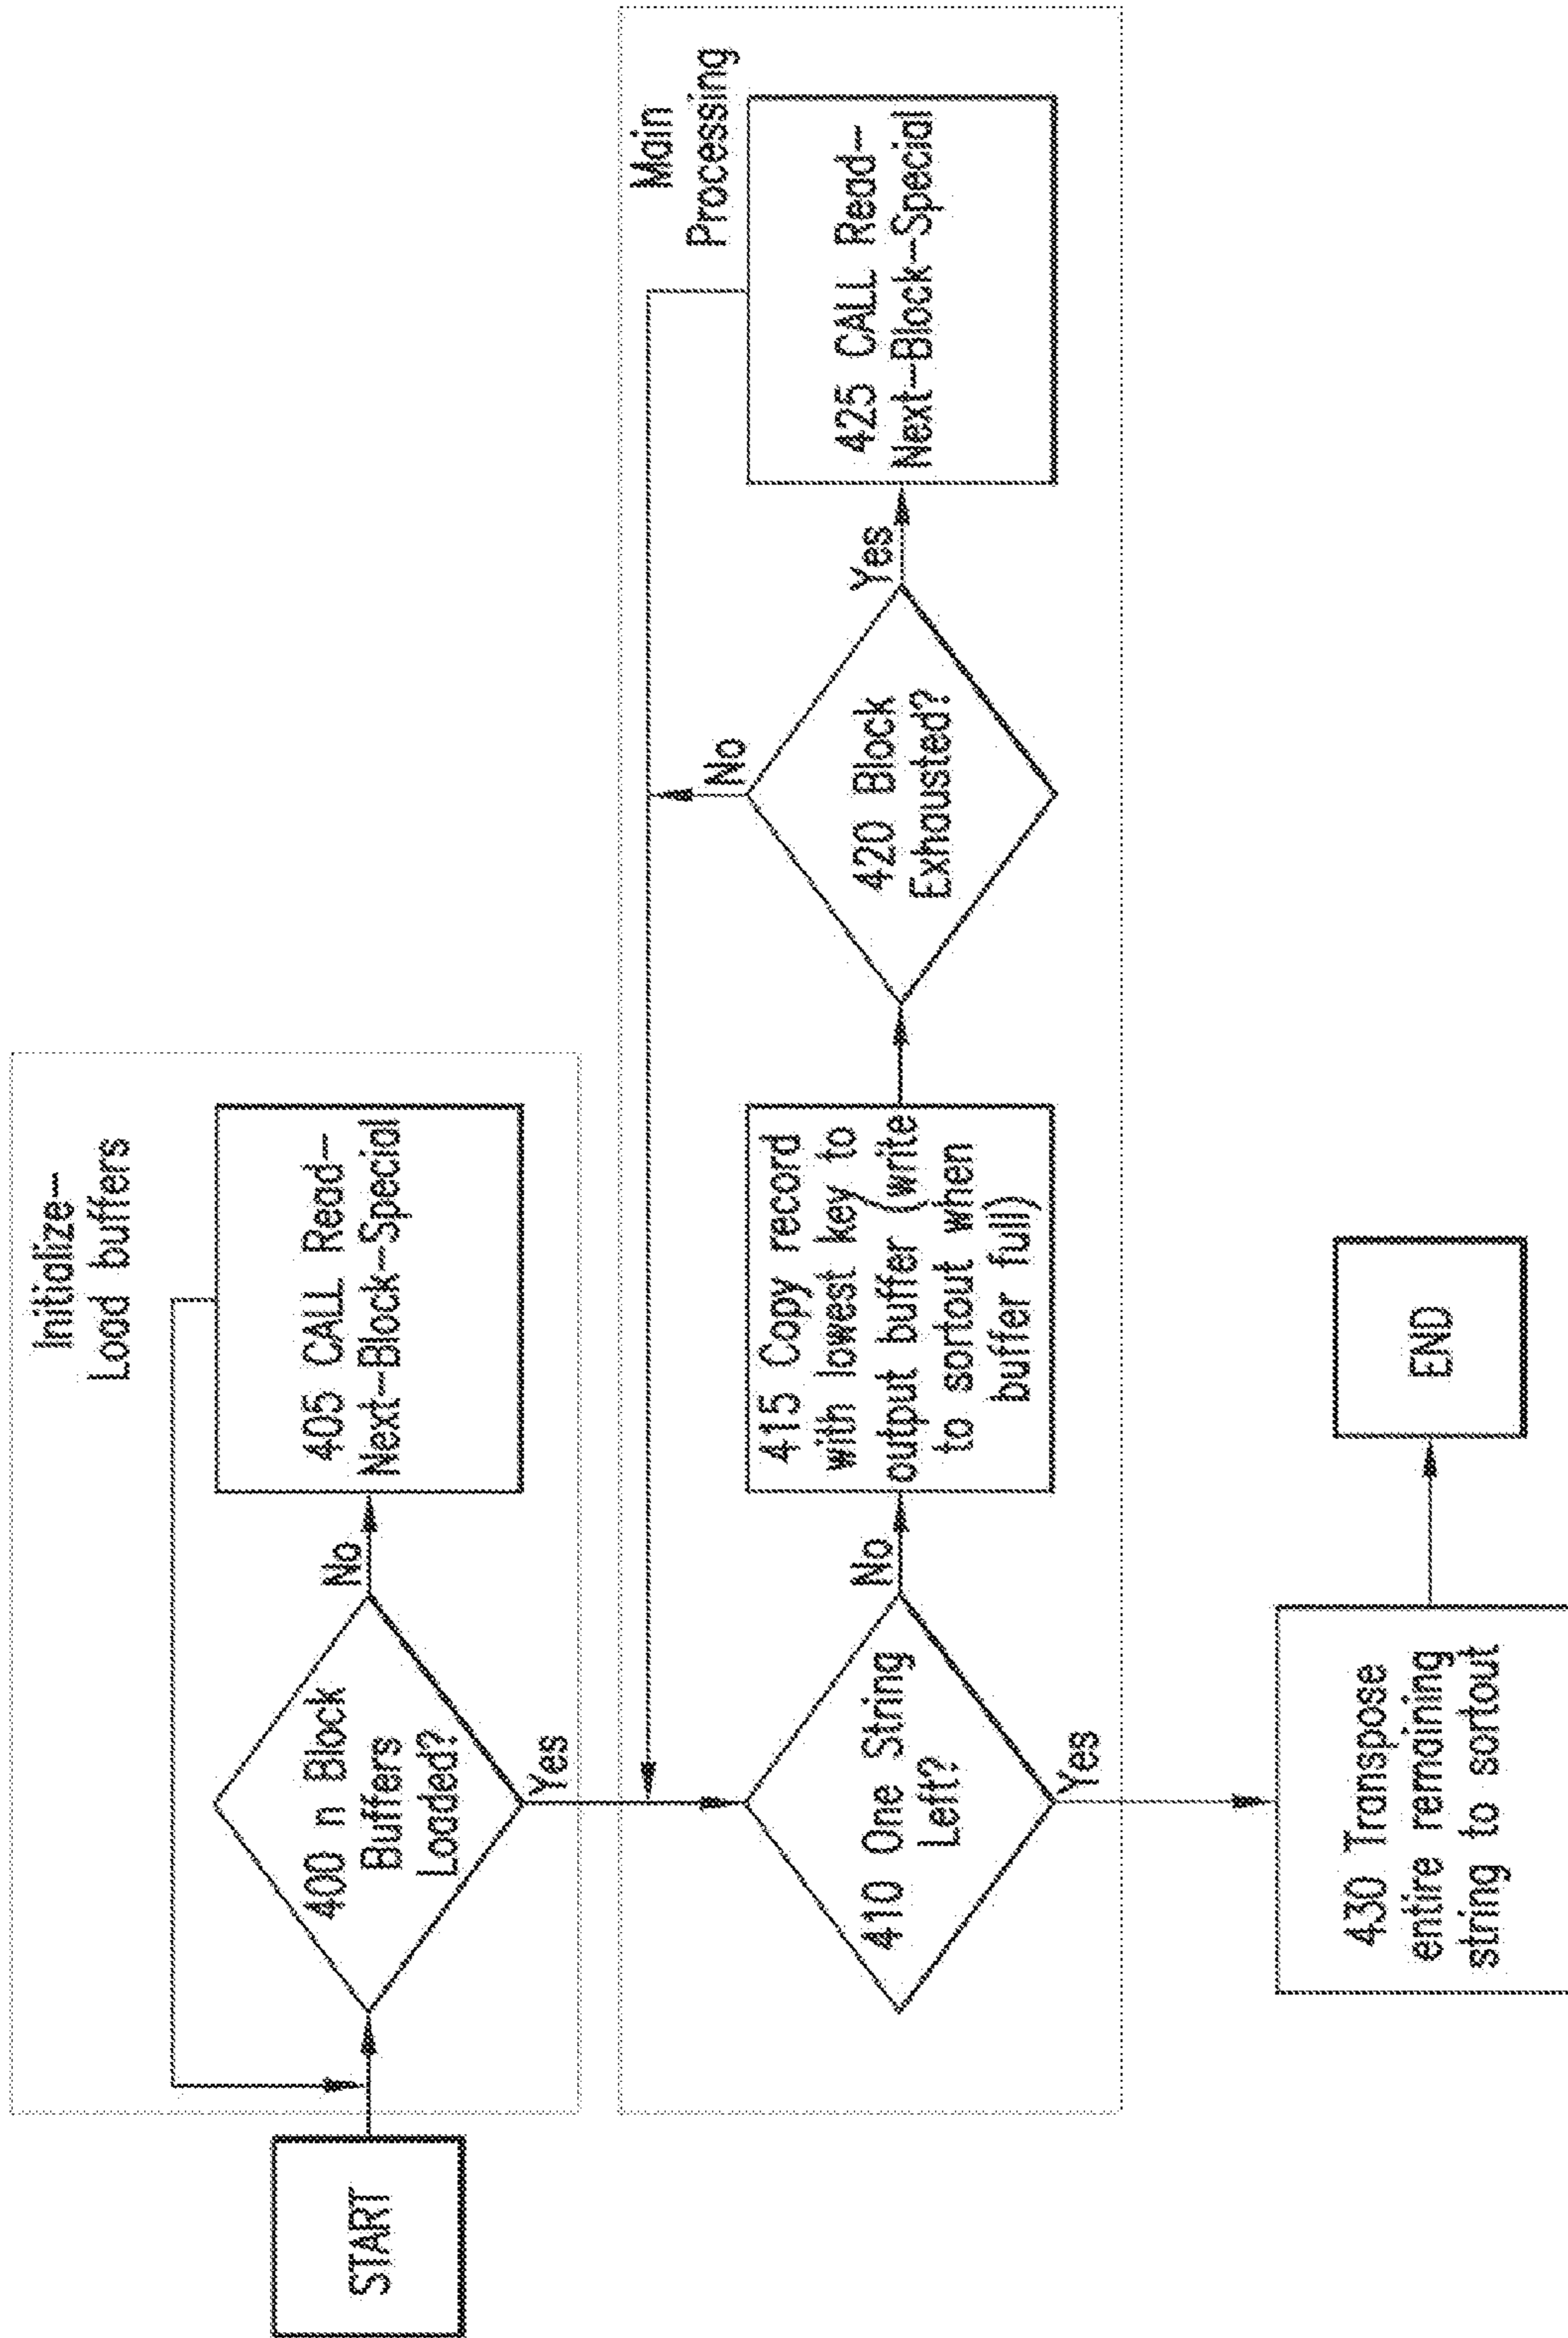 Initialize—
Load buffers
START
400 n Block
Buffers
Loaded?
No
Yes
405 CALL Read—
Next—Block—Special
Main
Processing
410 One String
Left?
No
Yes
415 Copy record
with lowest key to
output buffer (write
to sortout when
buffer full)
420 Block
Exhausted?
No
Yes
425 CALL Read—
Next—Block—Special
430 Transpose
entire remaining
string to sortout
END